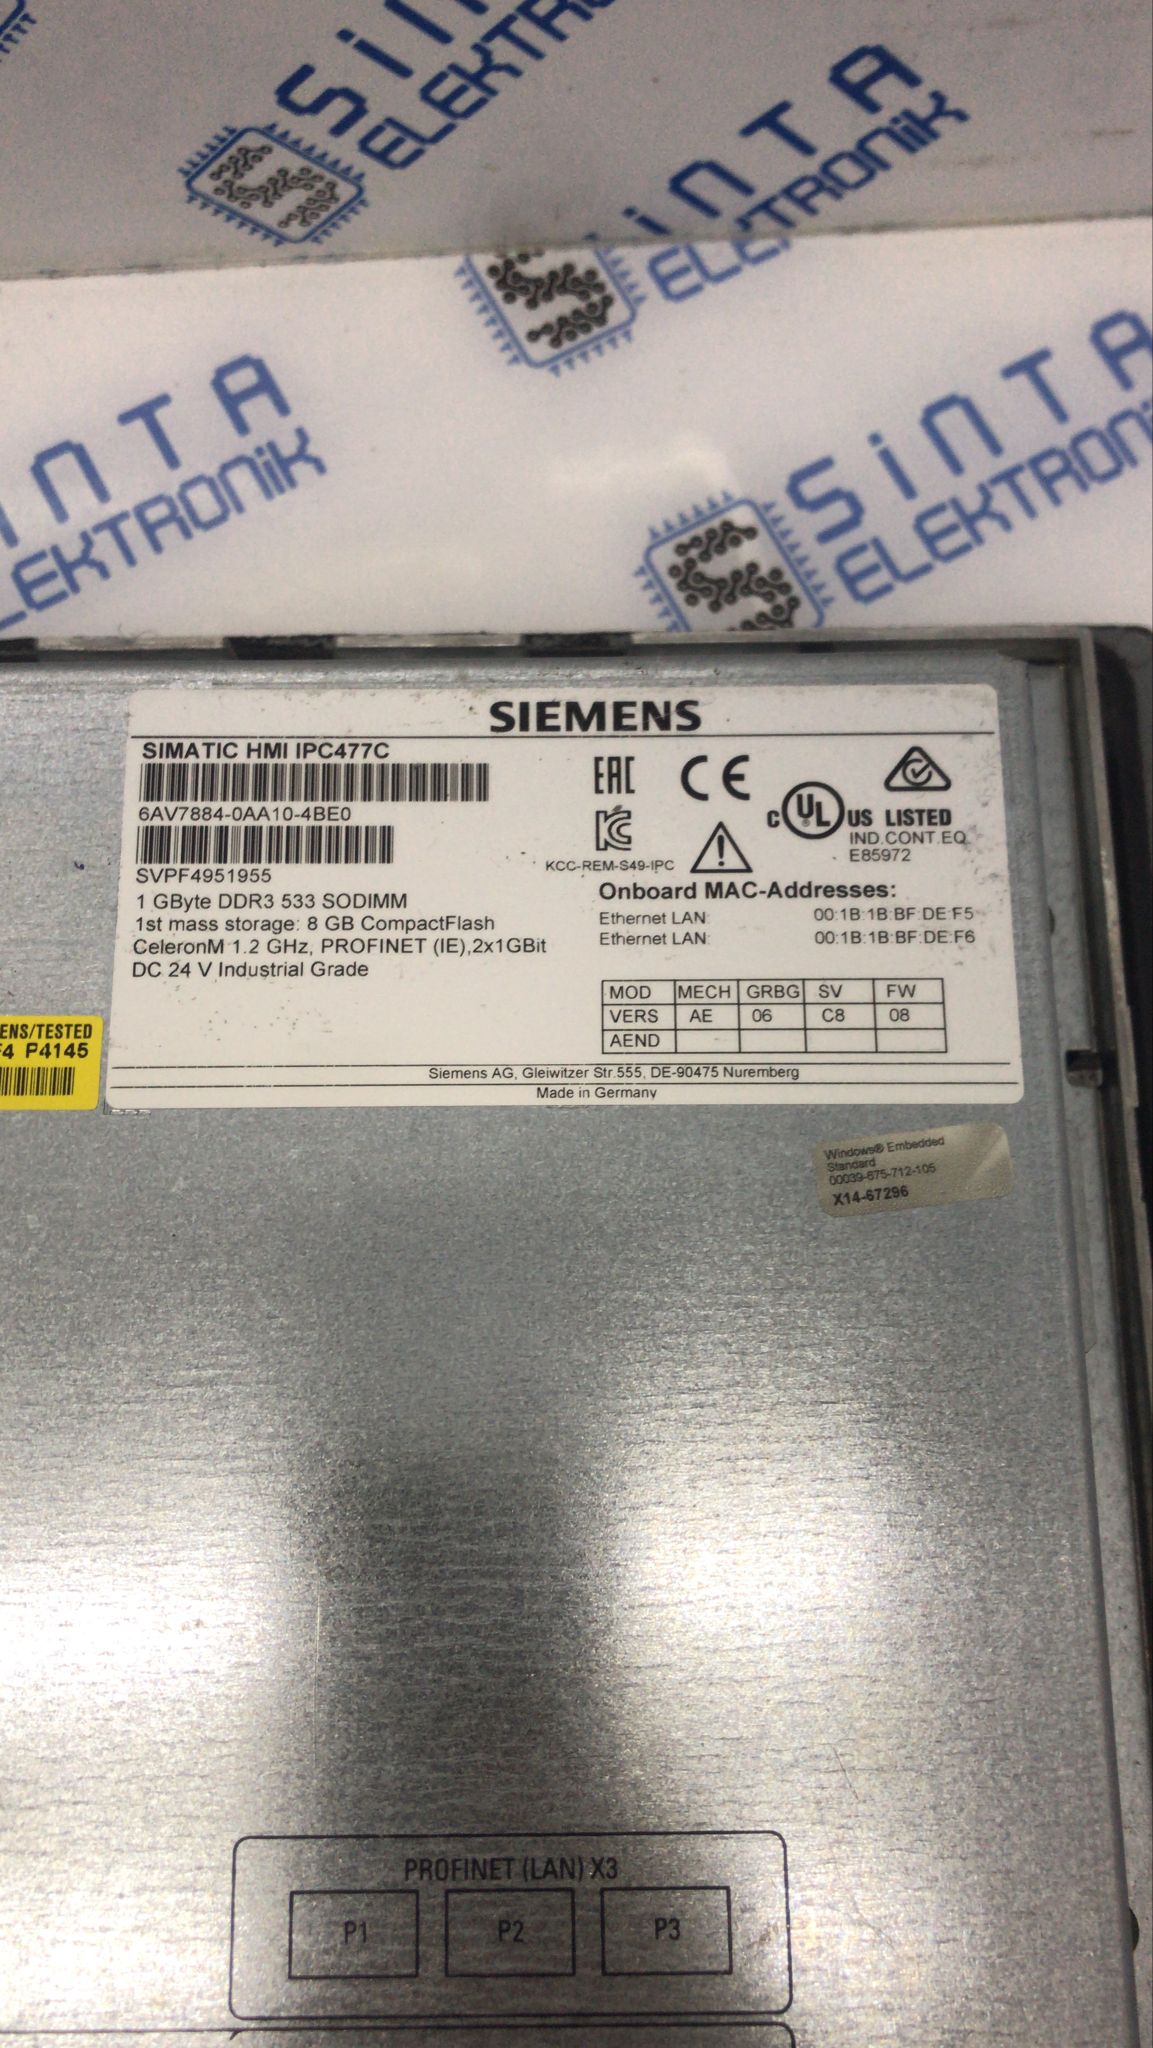 SiNTA
ELEKTRONiK
SiNTA
ELEKTRONiK
SiNTA
ELEKTRONiK
SIEMENS
SIMATIC HMI IPC477C
6AV7884-0AA10-4BE0
SVPF4951955
1 GByte DDR3 533 SODIMM
1st mass storage: 8 GB CompactFlash
CeleronM 1.2 GHz, PROFINET (IE),2x1GBit
DC 24 V Industrial Grade
EAC CE
KCC-REM-S49-IPC
C UL US LISTED
IND.CONT.EQ
E85972
Onboard MAC-Addresses:
Ethernet LAN: 00:1B:1B:BF:DE:F5
Ethernet LAN: 00:1B:1B:BF:DE:F6
MOD MECH GRBG SV FW
VERS AE 06 C8 08
AEND
Siemens AG, Gleiwitzer Str.555, DE-90475 Nuremberg
Made in Germany
ENS/TESTED
P4145
Windows® Embedded
Standard
00039-675-712-105
X14-67296
PROFINET (LAN) X3
P1 P2 P3